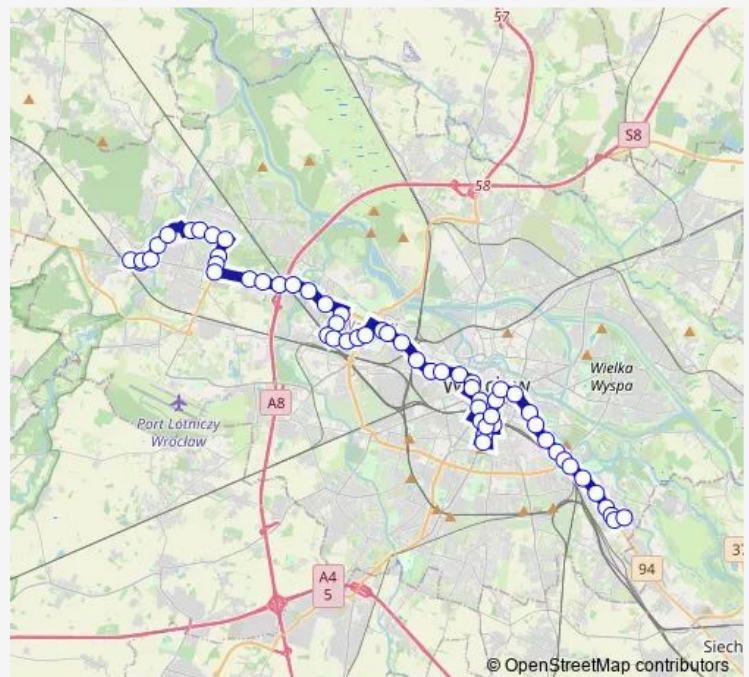 57
S8
58
Wielka
Wyspa
A8
Port Lotniczy
Wrocław
94
A4
5
Siech
© OpenStreetMap contributors